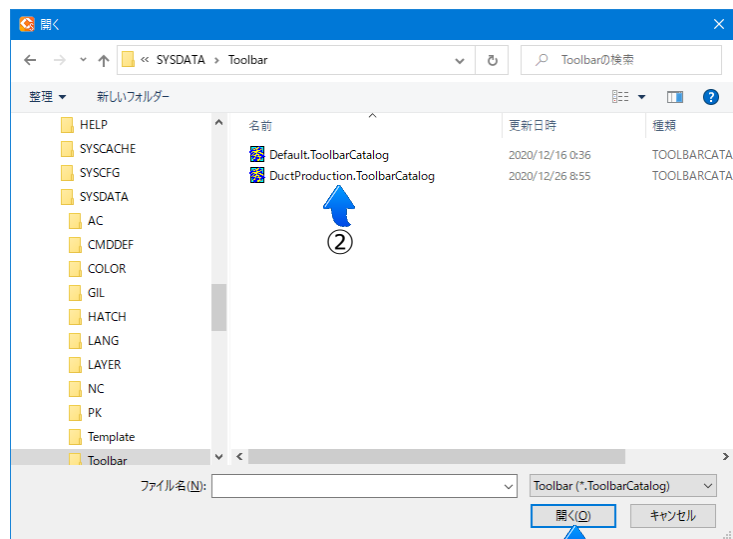 開く
« SYSDATA › Toolbar
Toolbarの検索
整理 新しいフォルダー
名前 更新日時 種類
HELP
SYSCACHE
SYSCFG
SYSDATA
AC
CMDDEF
COLOR
GIL
HATCH
LANG
LAYER
NC
PK
Template
Toolbar
Default.ToolbarCatalog 2020/12/16 0:36 TOOLBARCATA
DuctProduction.ToolbarCatalog 2020/12/26 8:55 TOOLBARCATA
②
ファイル名(N):
Toolbar (*.ToolbarCatalog)
開く(O) キャンセル